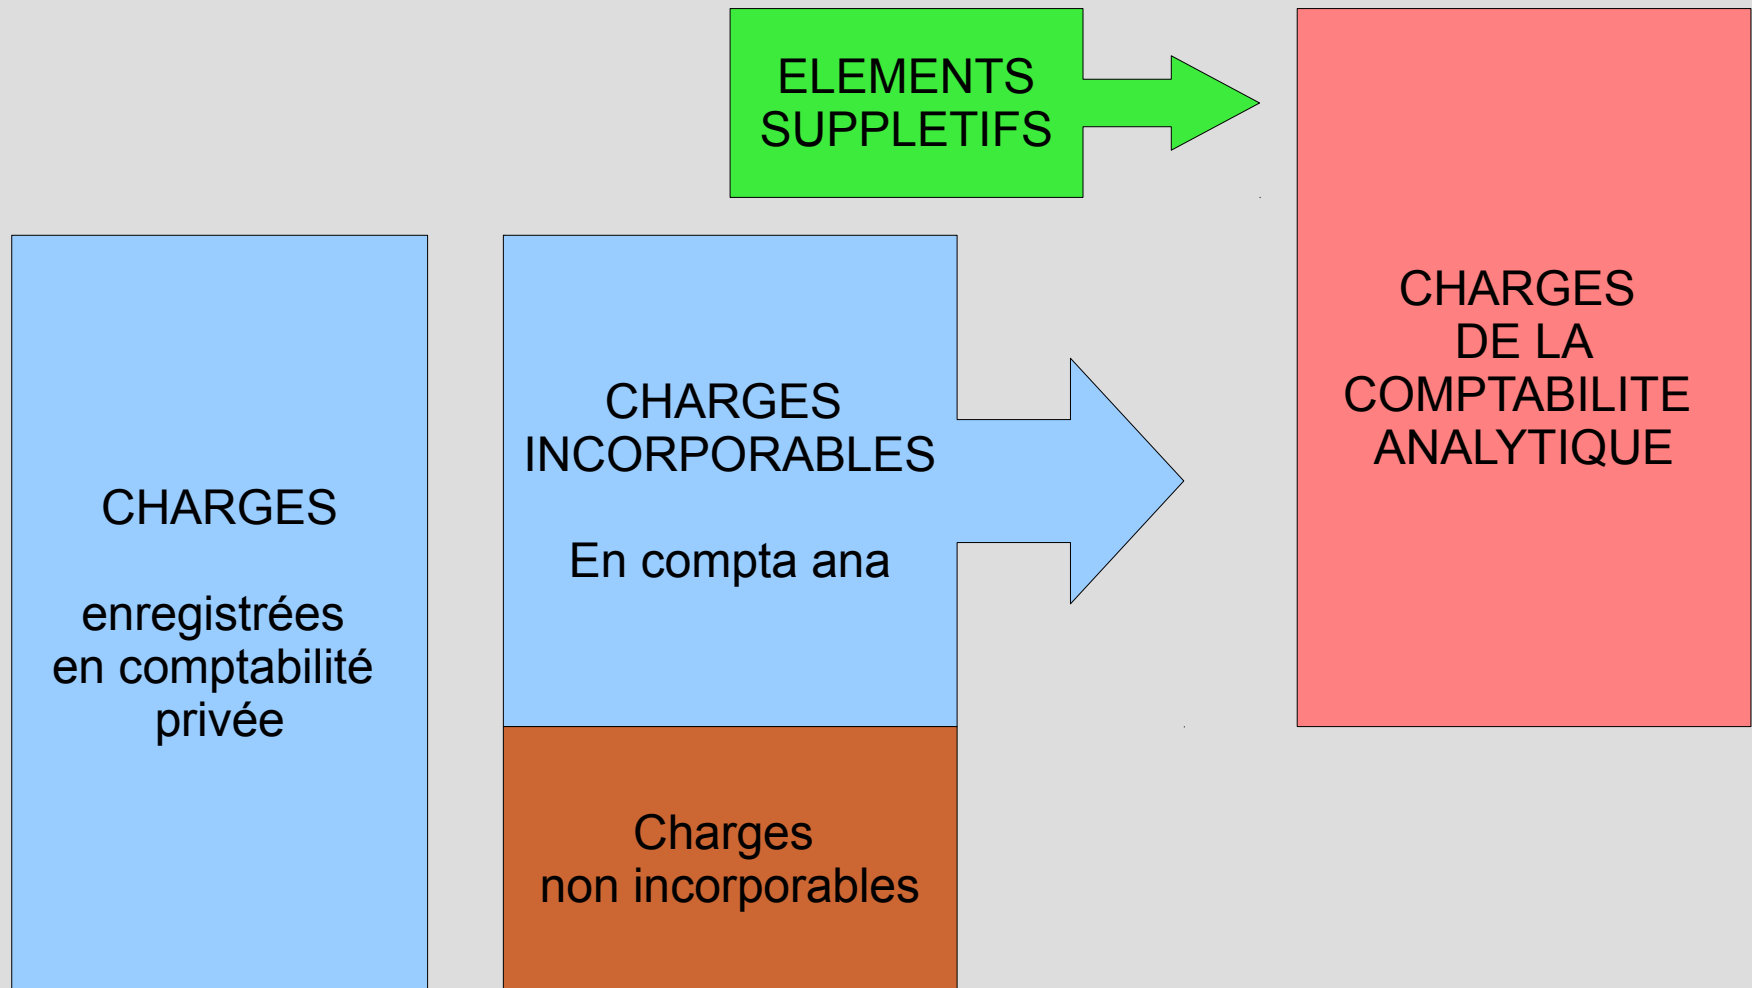 ELEMENTS
SUPPLETIFS
CHARGES
enregistrées
en comptabilité
privée
CHARGES
INCORPORABLES
En compta ana
Charges
non incorporables
CHARGES
DE LA
COMPTABILITE
ANALYTIQUE